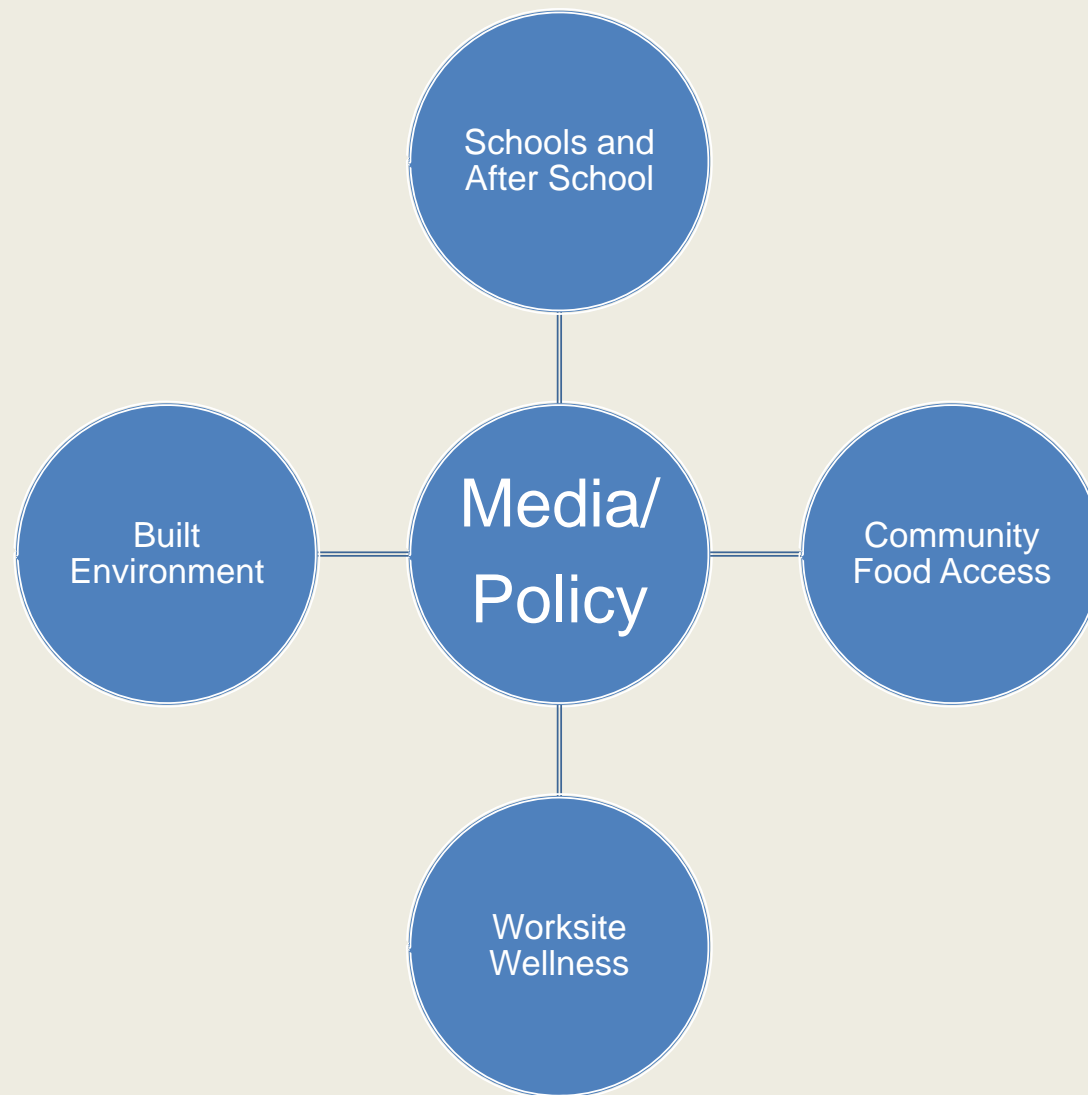 Schools and
After School
Built
Environment
Media/
Policy
Community
Food Access
Worksite
Wellness